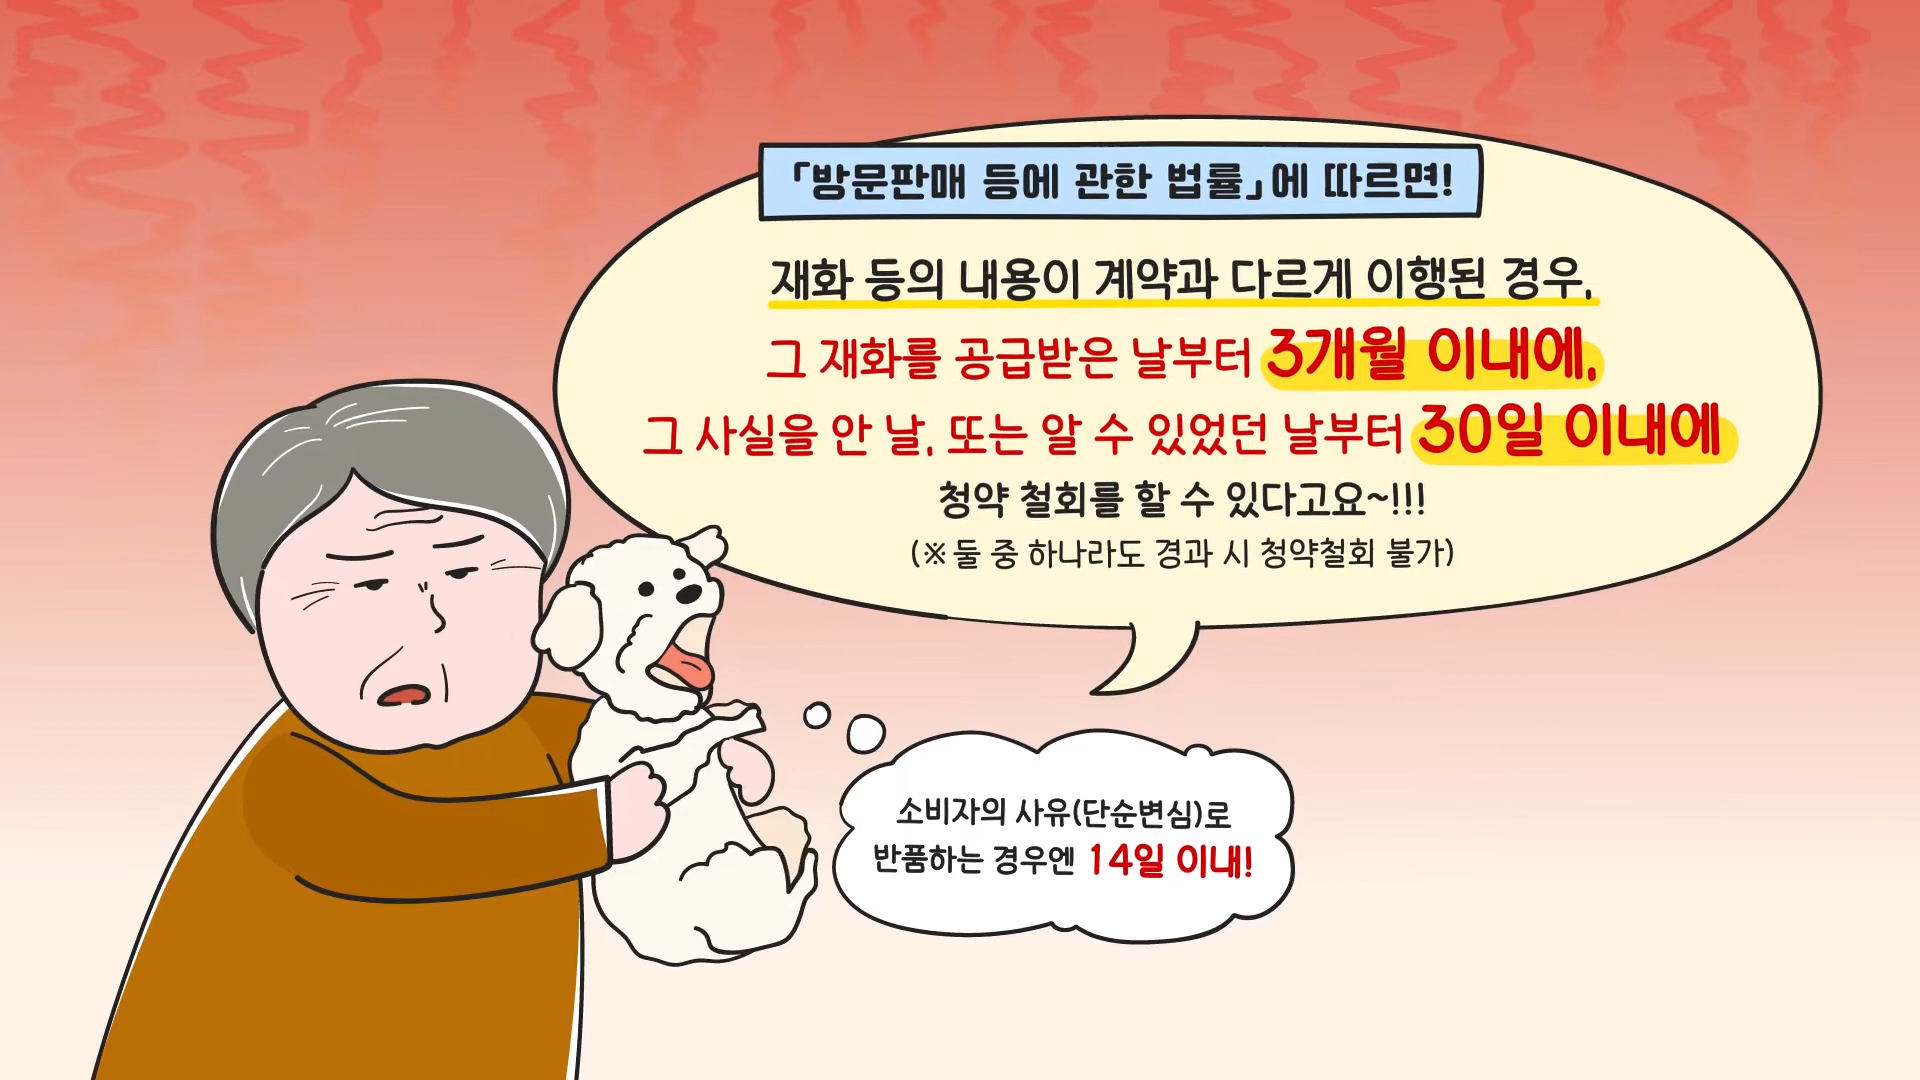 「방문판매 등에 관한 법률」에 따르면!
재화 등의 내용이 계약과 다르게 이행된 경우,
그 재화를 공급받은 날부터 3개월 이내에,
그 사실을 안 날, 또는 알 수 있었던 날부터 30일 이내에
청약 철회를 할 수 있다고요~!!!
(※ 둘 중 하나라도 경과 시 청약철회 불가)
소비자의 사유(단순변심)로
반품하는 경우엔 14일 이내!